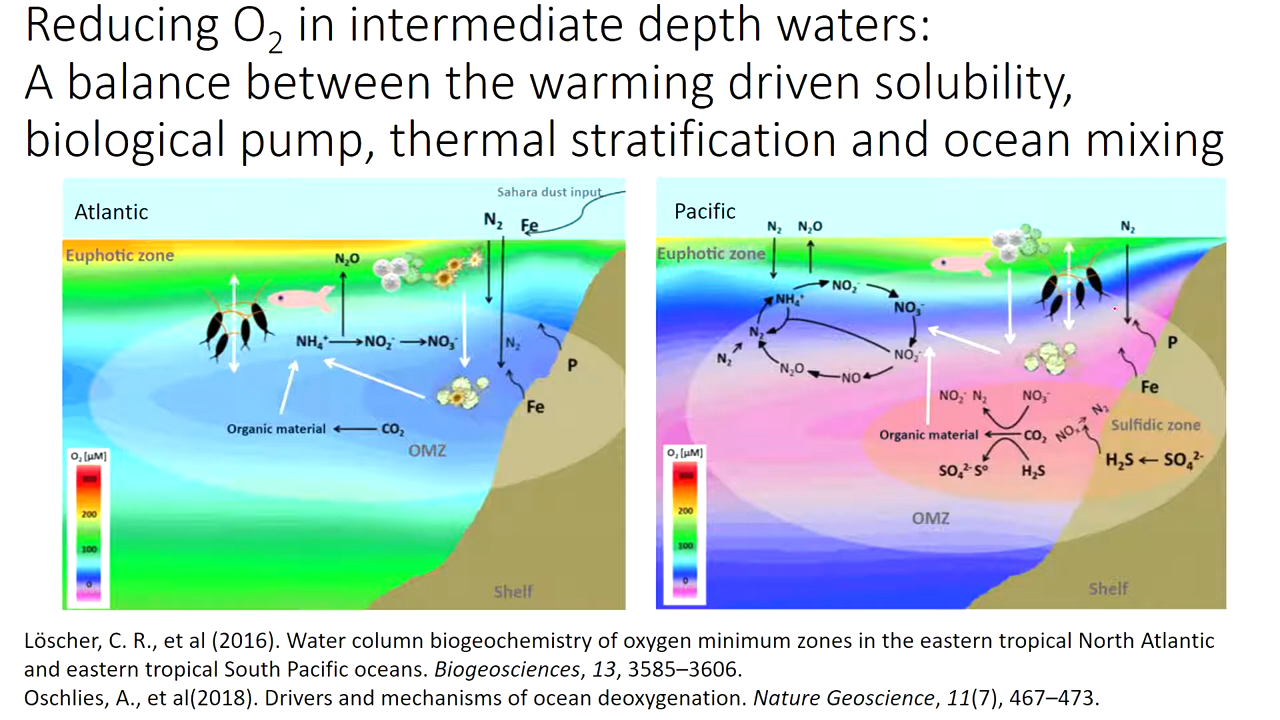 Reducing O₂ in intermediate depth waters:
A balance between the warming driven solubility,
biological pump, thermal stratification and ocean mixing
Atlantic
Sahara dust input
N₂
Fe
Euphotic zone
N₂O
NH₄⁺
NO₂⁻
NO₃⁻
N₂
P
Fe
Organic material
CO₂
OMZ
O₂ [µM]
200
100
0
Shelf
Pacific
N₂
N₂O
N₂
Euphotic zone
NO₂⁻
NH₄⁺
NO₃⁻
N₂
N₂
NO₂⁻
N₂O
NO
P
Fe
NO₂⁻ N₂
NO₃⁻
N₂
Organic material
CO₂
NOₓ
Sulfidic zone
SO₄²⁻ S⁰
H₂S
H₂S
SO₄²⁻
O₂ [µM]
200
100
0
OMZ
Shelf
Löscher, C. R., et al (2016). Water column biogeochemistry of oxygen minimum zones in the eastern tropical North Atlantic
and eastern tropical South Pacific oceans. Biogeosciences, 13, 3585–3606.
Oschlies, A., et al(2018). Drivers and mechanisms of ocean deoxygenation. Nature Geoscience, 11(7), 467–473.